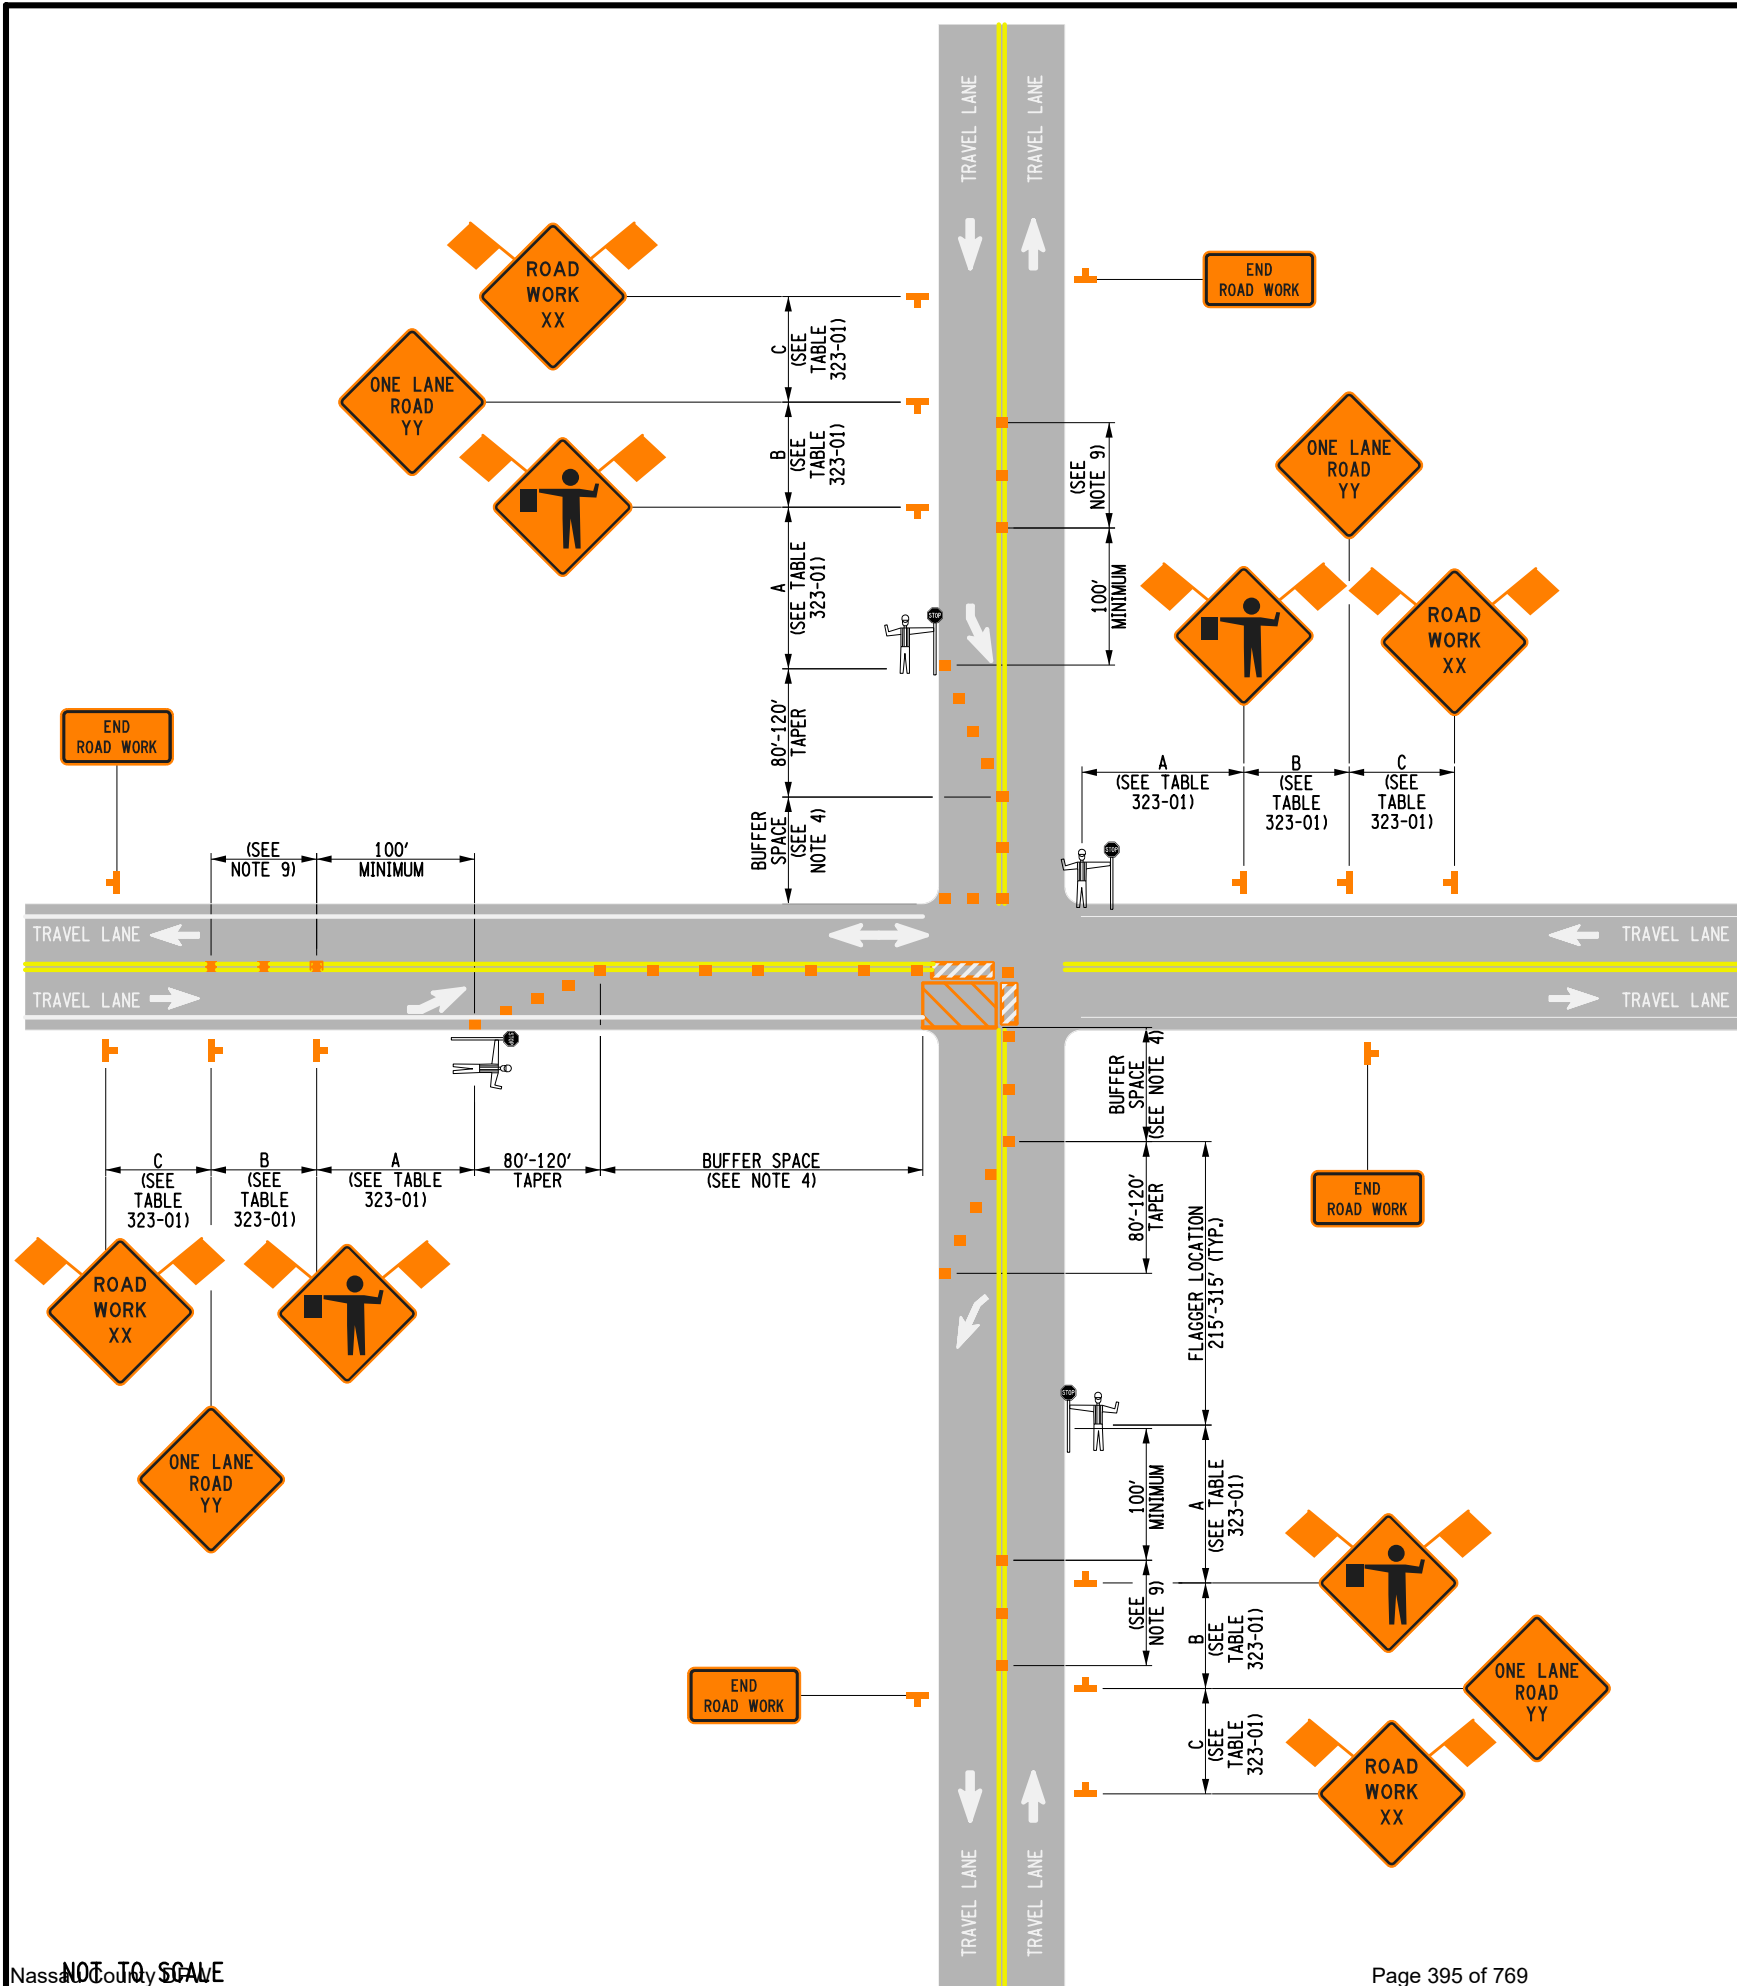 TRAVEL LANE
TRAVEL LANE
ROAD
WORK
XX
END
ROAD WORK
C
(SEE
TABLE
323-01)
ONE LANE
ROAD
YY
B
(SEE
TABLE
323-01)
(SEE
NOTE 9)
ONE LANE
ROAD
YY
A
(SEE TABLE
323-01)
100'
MINIMUM
STOP
ROAD
WORK
XX
END
ROAD WORK
80'-120'
TAPER
A
(SEE TABLE
323-01)
B
(SEE
TABLE
323-01)
C
(SEE
TABLE
323-01)
BUFFER
SPACE
(SEE
NOTE 4)
(SEE
NOTE 9)
100'
MINIMUM
STOP
TRAVEL LANE
TRAVEL LANE
TRAVEL LANE
TRAVEL LANE
STOP
BUFFER
SPACE
(SEE NOTE 4)
C
(SEE
TABLE
323-01)
B
(SEE
TABLE
323-01)
A
(SEE TABLE
323-01)
80'-120'
TAPER
BUFFER SPACE
(SEE NOTE 4)
80'-120'
TAPER
END
ROAD WORK
FLAGGER LOCATION
215'-315' (TYP.)
ROAD
WORK
XX
STOP
ONE LANE
ROAD
YY
100'
MINIMUM
A
(SEE TABLE
323-01)
(SEE
NOTE 9)
B
(SEE
TABLE
323-01)
END
ROAD WORK
ONE LANE
ROAD
YY
C
(SEE
TABLE
323-01)
ROAD
WORK
XX
TRAVEL LANE
TRAVEL LANE
NOT TO SCALE
Nassau County DPW
Page 395 of 769